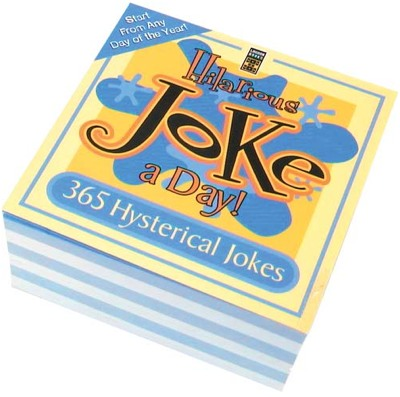 Start
From Any
Day of the Year!
Hilarious
JoKe
a Day!
365 Hysterical Jokes